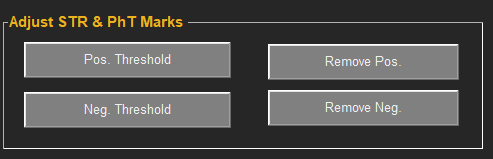 Adjust STR & PhT Marks
Pos. Threshold
Remove Pos.
Neg. Threshold
Remove Neg.